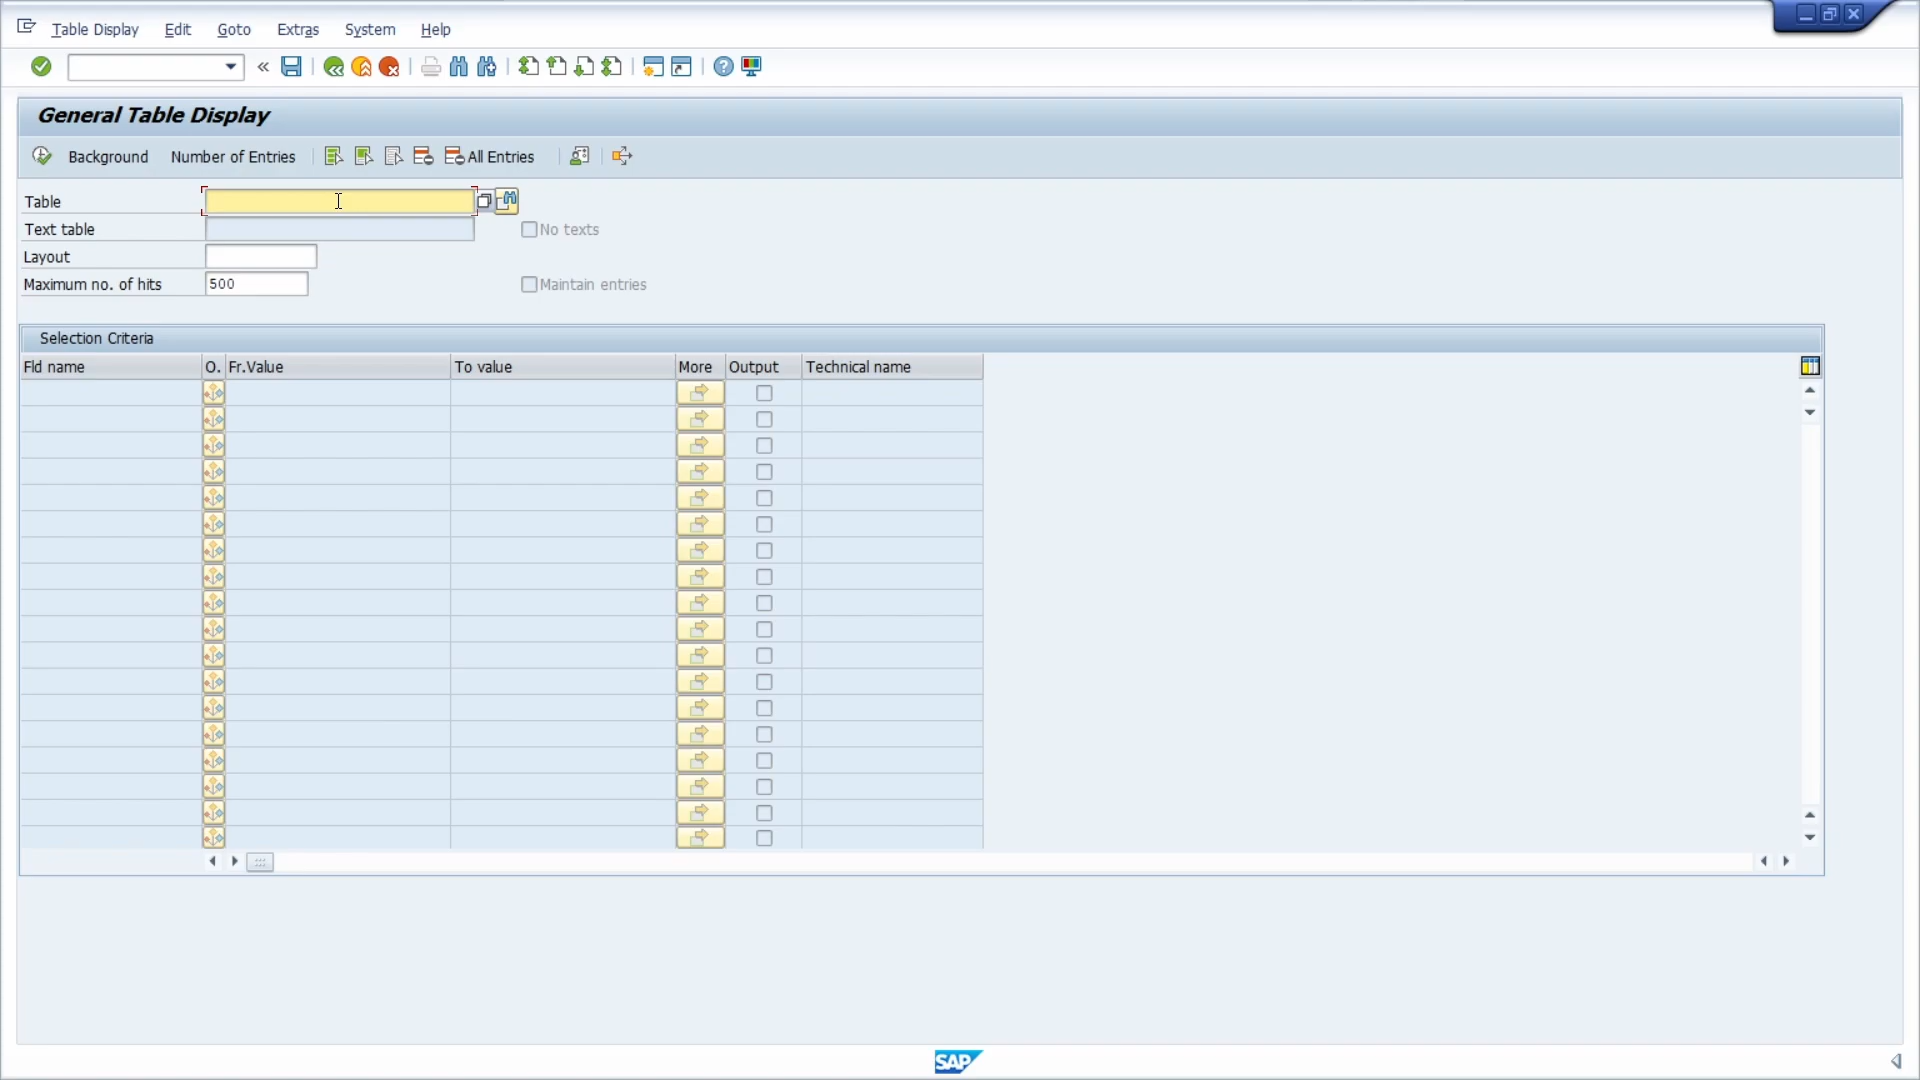 Table Display Edit Goto Extras System Help
General Table Display
Background Number of Entries All Entries
Table
Text table No texts
Layout
Maximum no. of hits 500 Maintain entries
Selection Criteria
Fld name O. Fr.Value To value More Output Technical name
SAP